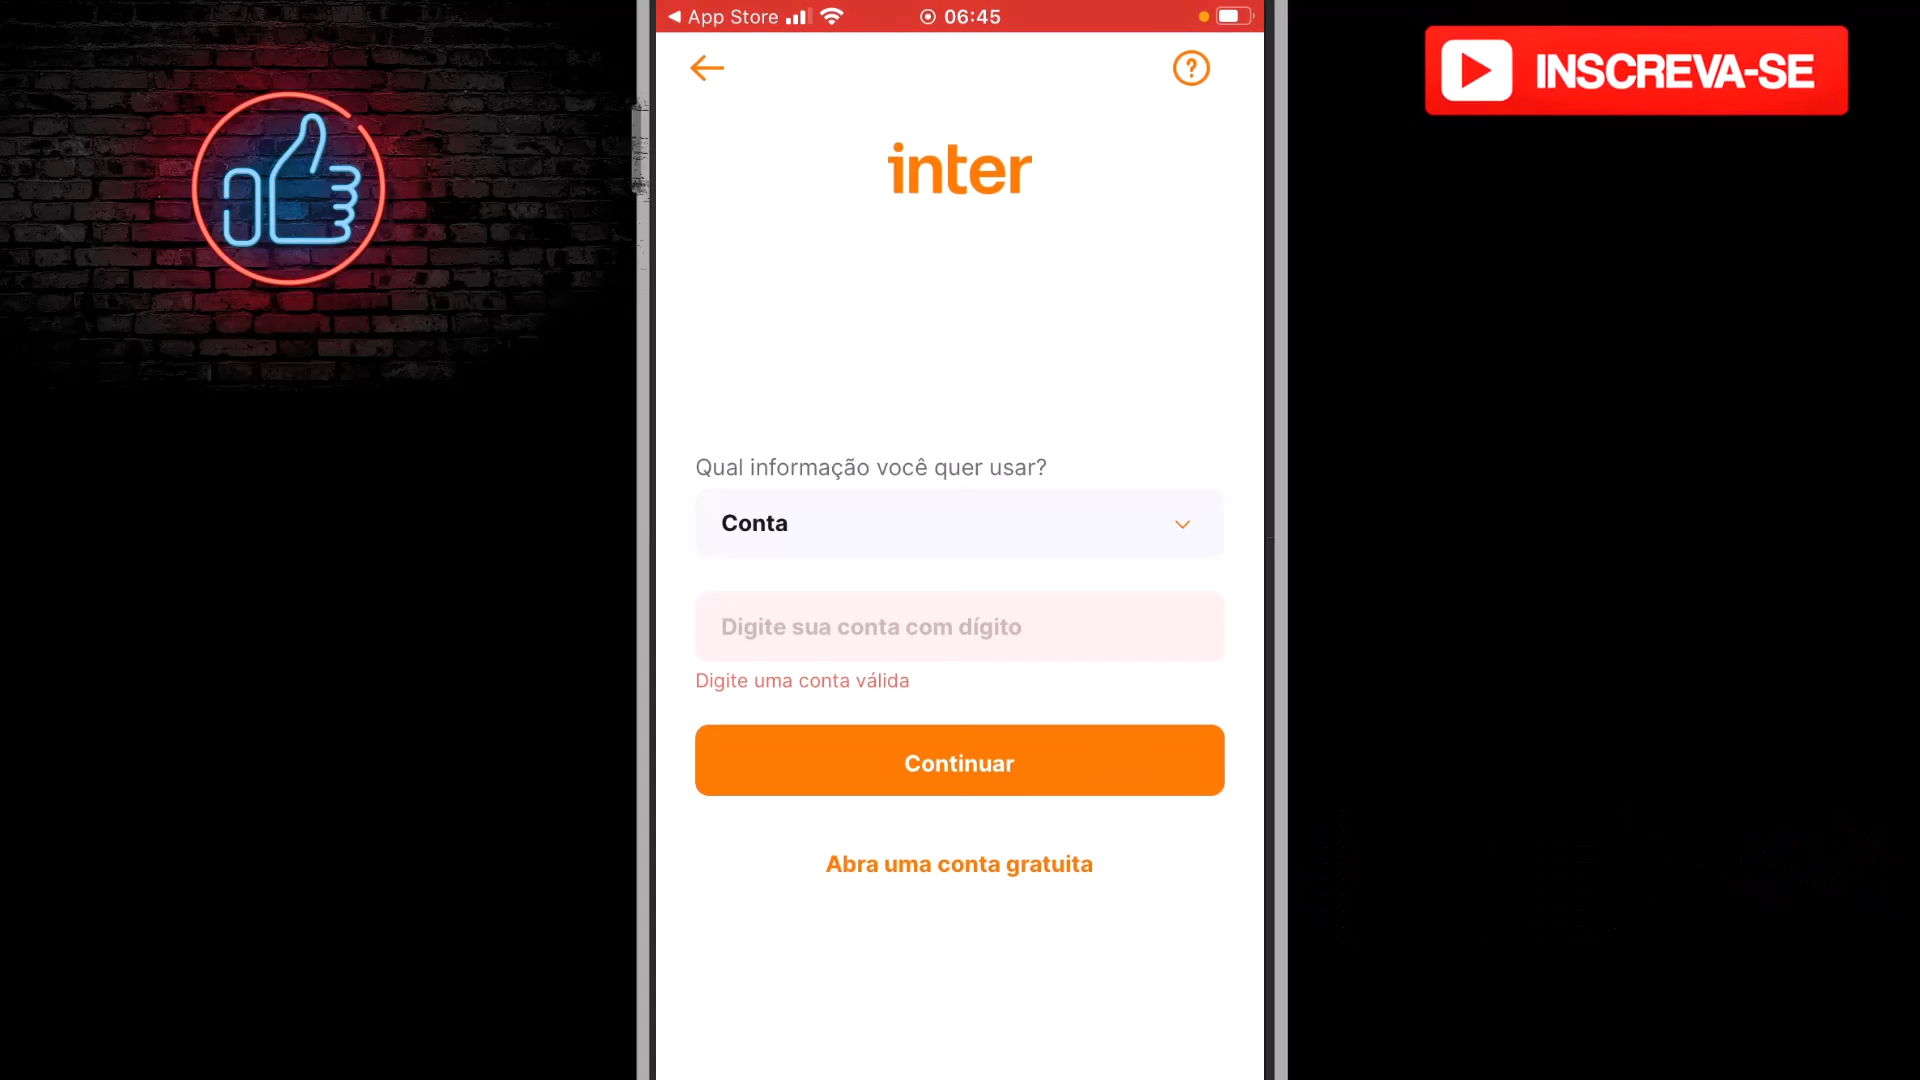 App Store
06:45
INSCREVA-SE
inter
Qual informação você quer usar?
Conta
Digite sua conta com dígito
Digite uma conta válida
Continuar
Abra uma conta gratuita